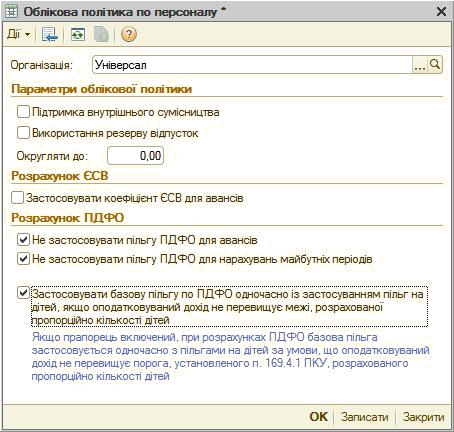 Облікова політика по персоналу *
Дії
Організація: Універсал
Параметри облікової політики
Підтримка внутрішнього сумісництва
Використання резерву відпусток
Округляти до: 0,00
Розрахунок ЄСВ
Застосовувати коефіцієнт ЄСВ для авансів
Розрахунок ПДФО
Не застосовувати пільгу ПДФО для авансів
Не застосовувати пільгу ПДФО для нарахувань майбутніх періодів
Застосовувати базову пільгу по ПДФО одночасно із застосуванням пільг на
дітей, якщо оподатковуваний дохід не перевищує межі, розрахованої
пропорційно кількості дітей
Якщо прапорець включений, при розрахунках ПДФО базова пільга
застосовується одночасно з пільгами на дітей за умови, що оподатковуваний
дохід не перевищує порога, установленого п. 169.4.1 ПКУ, розрахованого
пропорційно кількості дітей
OK Записати Закрити